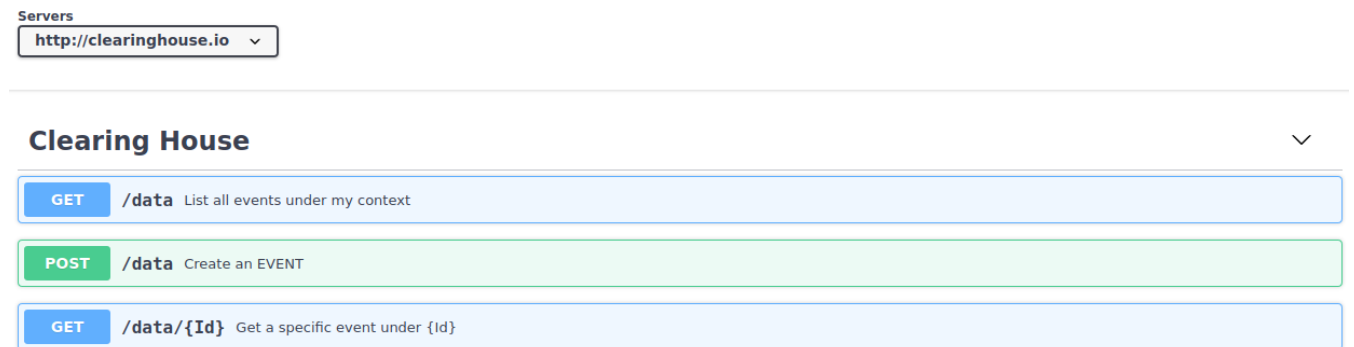 Servers
http://clearinghouse.io
Clearing House
GET /data List all events under my context
POST /data Create an EVENT
GET /data/{Id} Get a specific event under {Id}